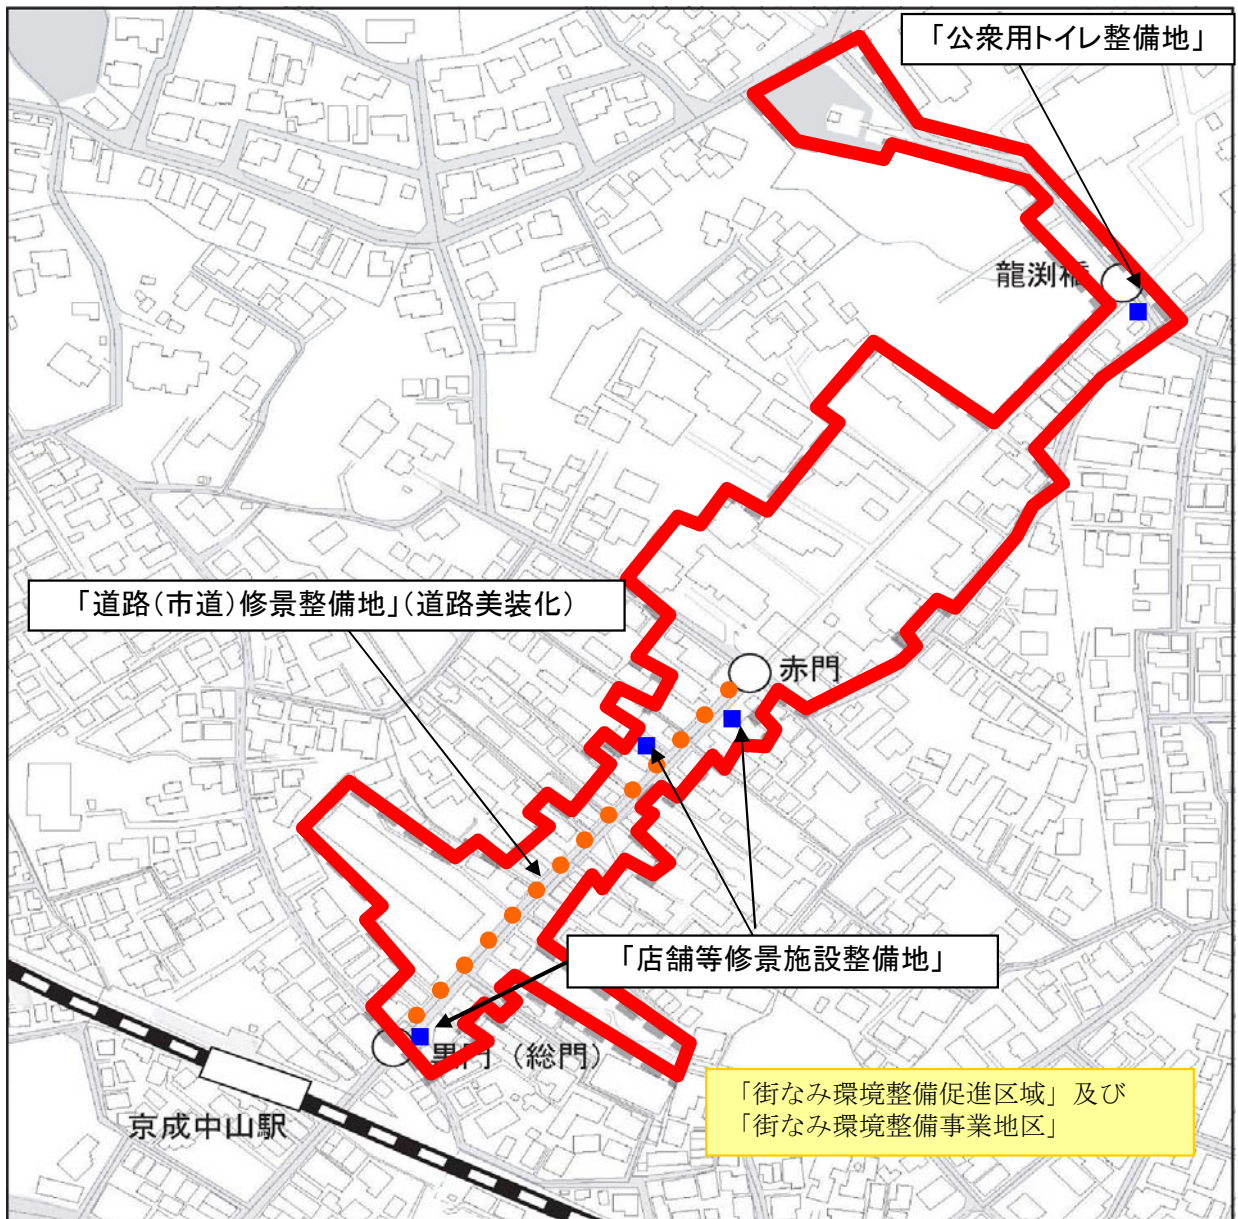 「公衆用トイレ整備地」
龍渕橋
「道路(市道)修景整備地」(道路美装化)
赤門
「店舗等修景施設整備地」
黒門（総門）
「街なみ環境整備促進区域」及び
「街なみ環境整備事業地区」
京成中山駅